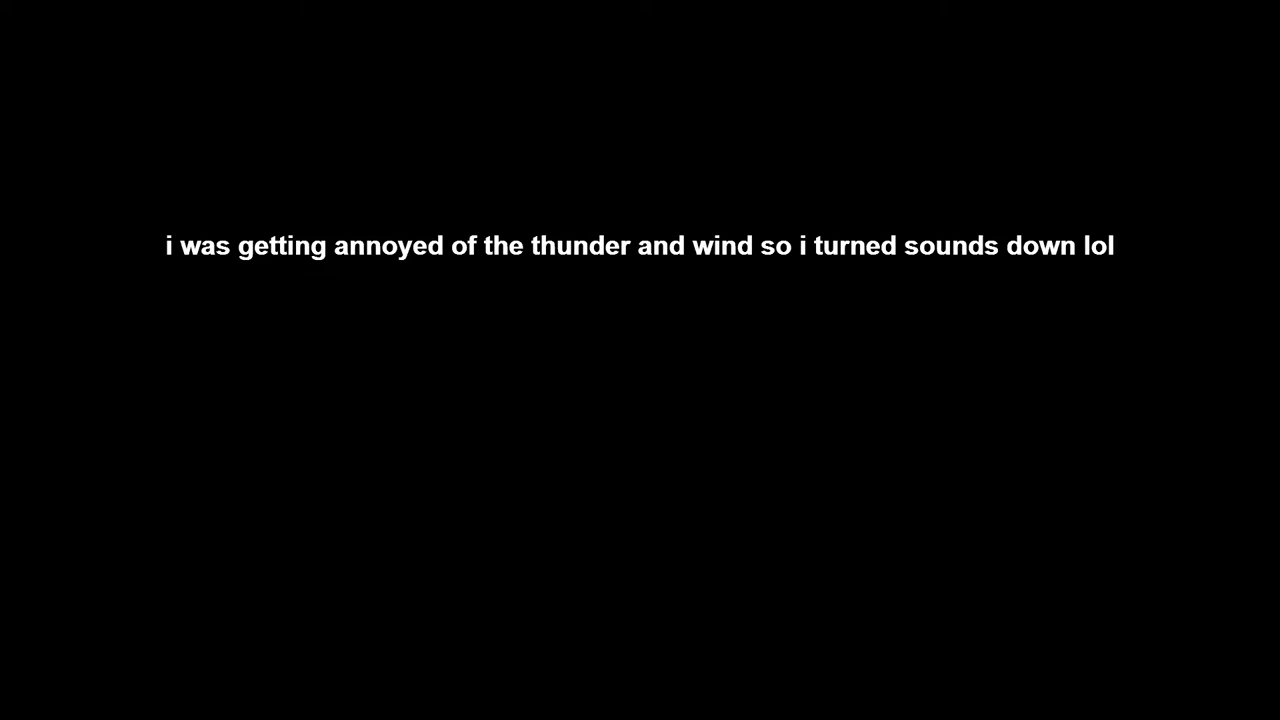 i was getting annoyed of the thunder and wind so i turned sounds down lol